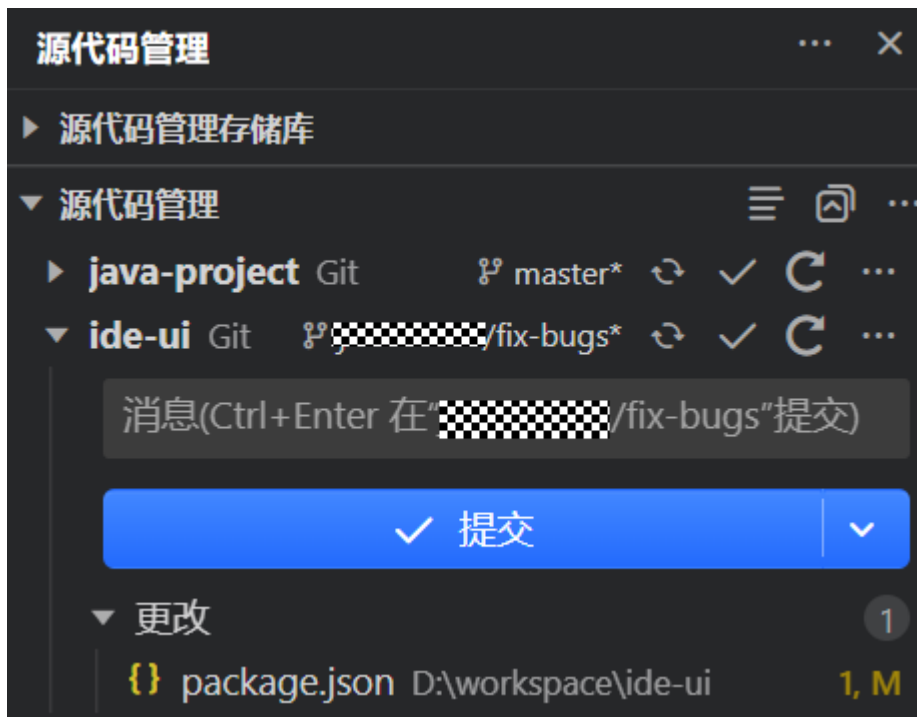 源代码管理
源代码管理存储库
源代码管理
java-project Git master*
ide-ui Git /fix-bugs*
消息(Ctrl+Enter 在"/fix-bugs"提交)
提交
更改 1
{} package.json D:\workspace\ide-ui 1, M